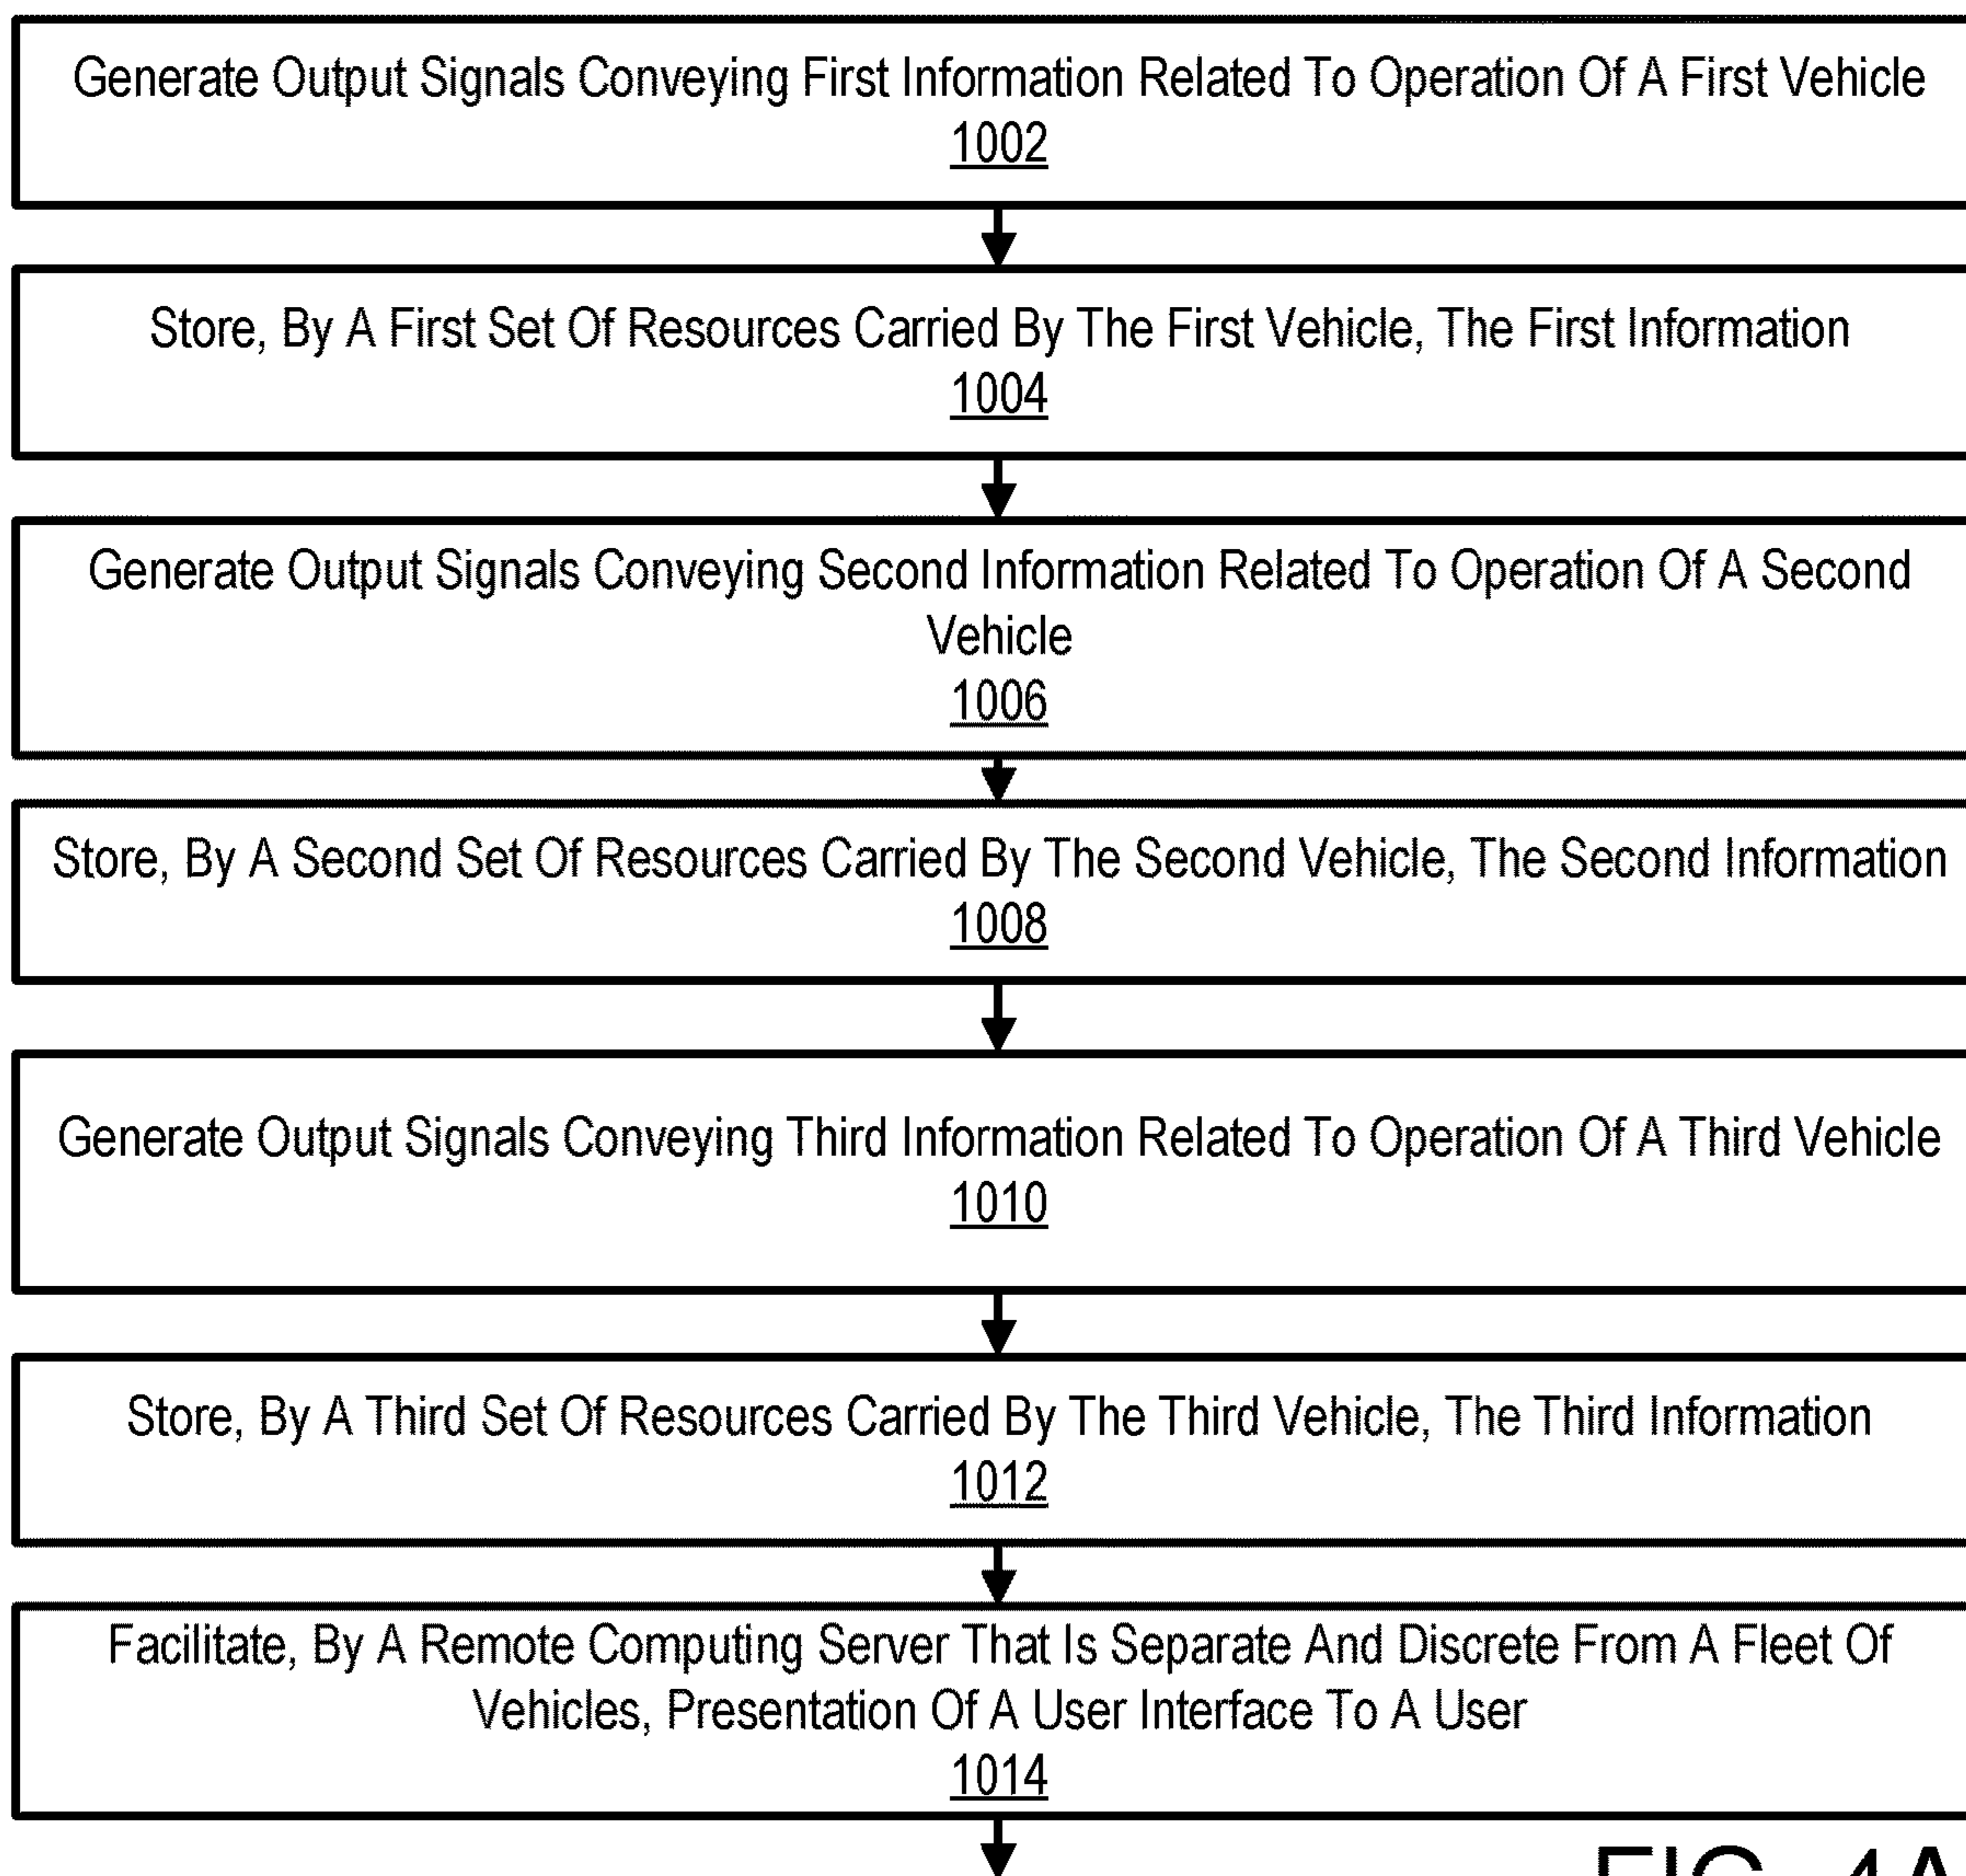 Generate Output Signals Conveying First Information Related To Operation Of A First Vehicle
1002
Store, By A First Set Of Resources Carried By The First Vehicle, The First Information
1004
Generate Output Signals Conveying Second Information Related To Operation Of A Second
Vehicle
1006
Store, By A Second Set Of Resources Carried By The Second Vehicle, The Second Information
1008
Generate Output Signals Conveying Third Information Related To Operation Of A Third Vehicle
1010
Store, By A Third Set Of Resources Carried By The Third Vehicle, The Third Information
1012
Facilitate, By A Remote Computing Server That Is Separate And Discrete From A Fleet Of
Vehicles, Presentation Of A User Interface To A User
1014
FIG. 4A